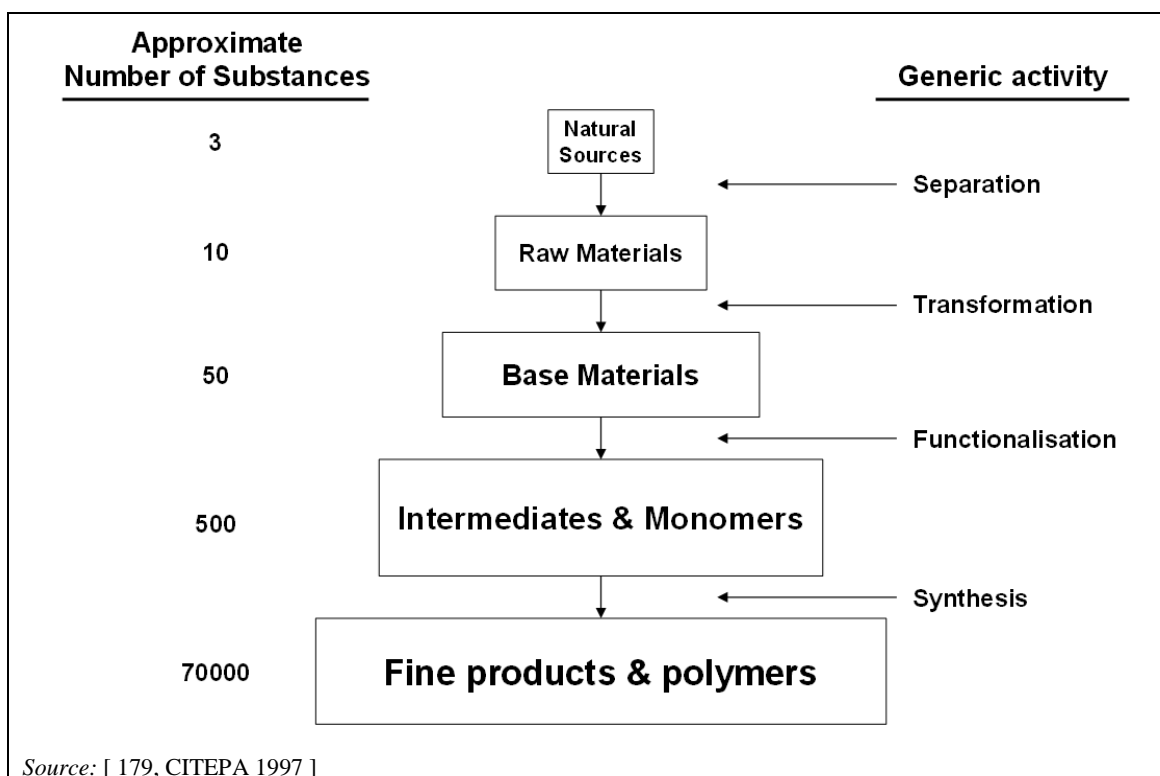 Approximate
Number of Substances
Generic activity
3
Natural
Sources
Separation
10
Raw Materials
Transformation
50
Base Materials
Functionalisation
500
Intermediates & Monomers
Synthesis
70000
Fine products & polymers
Source: [ 179, CITEPA 1997 ]